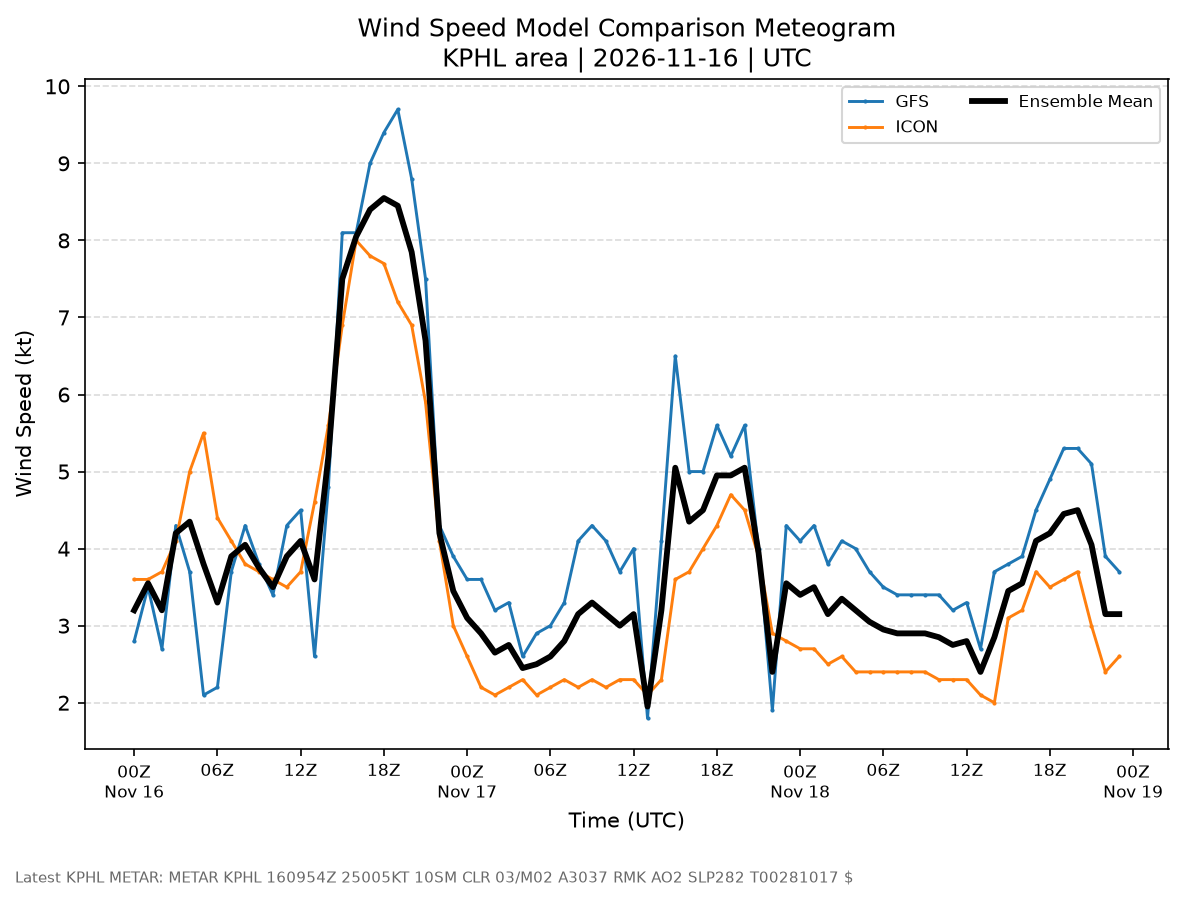 Wind Speed Model Comparison Meteogram
KPHL area | 2026-11-16 | UTC
GFS
ICON
Ensemble Mean
Wind Speed (kt)
10
9
8
7
6
5
4
3
2
00Z 06Z 12Z 18Z 00Z 06Z 12Z 18Z 00Z 06Z 12Z 18Z 00Z
Nov 16 Nov 17 Nov 18 Nov 19
Time (UTC)
Latest KPHL METAR: METAR KPHL 160954Z 25005KT 10SM CLR 03/M02 A3037 RMK AO2 SLP282 T00281017 $